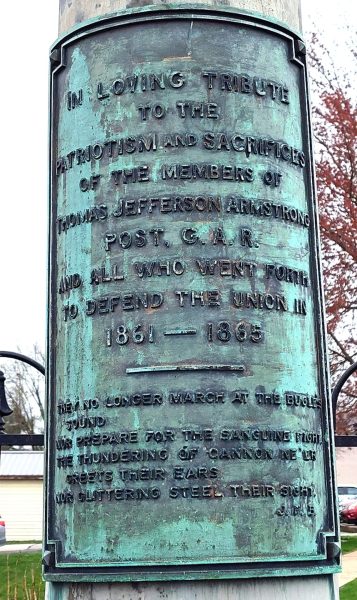 IN LOVING TRIBUTE
TO THE
PATRIOTISM AND SACRIFICES
OF THE MEMBERS OF
THOMAS JEFFERSON ARMSTRONG
POST, G. A. R.
AND ALL WHO WENT FORTH
TO DEFEND THE UNION IN
1861 — 1865
THEY NO LONGER MARCH AT THE BUGLE'S
SOUND
NOR PREPARE FOR THE SANGUINE FIGHT,
THE THUNDERING OF CANNON NE'ER
GREETS THEIR EARS
NOR GLITTERING STEEL THEIR SIGHT.